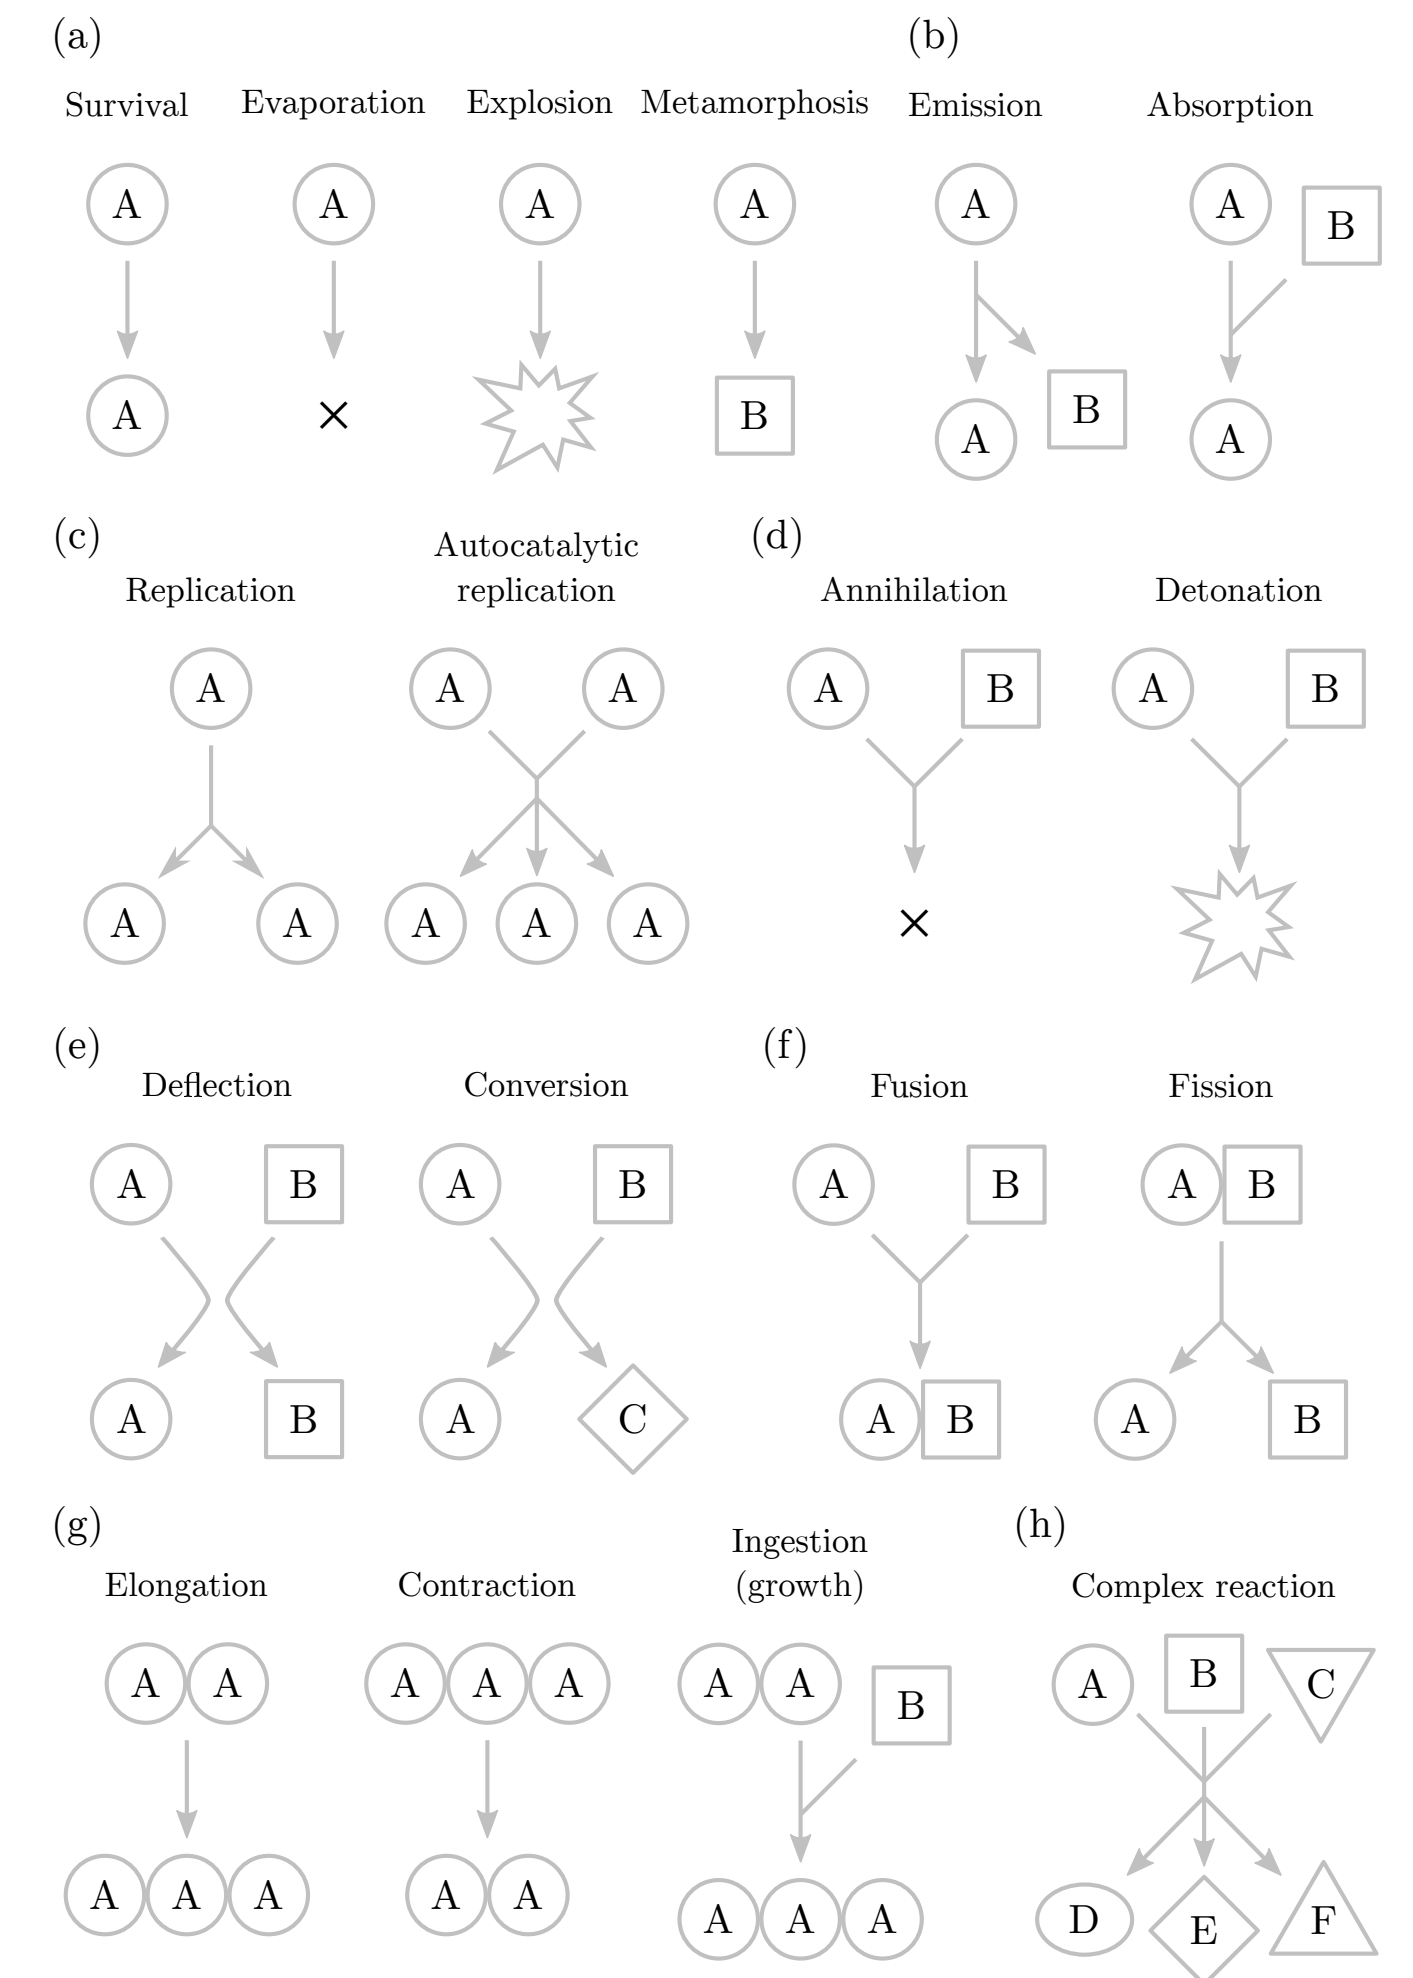 (a)
Survival Evaporation Explosion Metamorphosis
A A A A
A × B
(b)
Emission Absorption
A A B
A B A
(c)
Replication
Autocatalytic
replication
A A A
A A A A A
(d)
Annihilation Detonation
A B A B
×
(e)
Deflection Conversion
A B A B
A B A C
(f)
Fusion Fission
A B A B
A B A B
(g)
Elongation Contraction
Ingestion
(growth)
A A A A A A A B
A A A A A A A A
(h)
Complex reaction
A B C
D E F